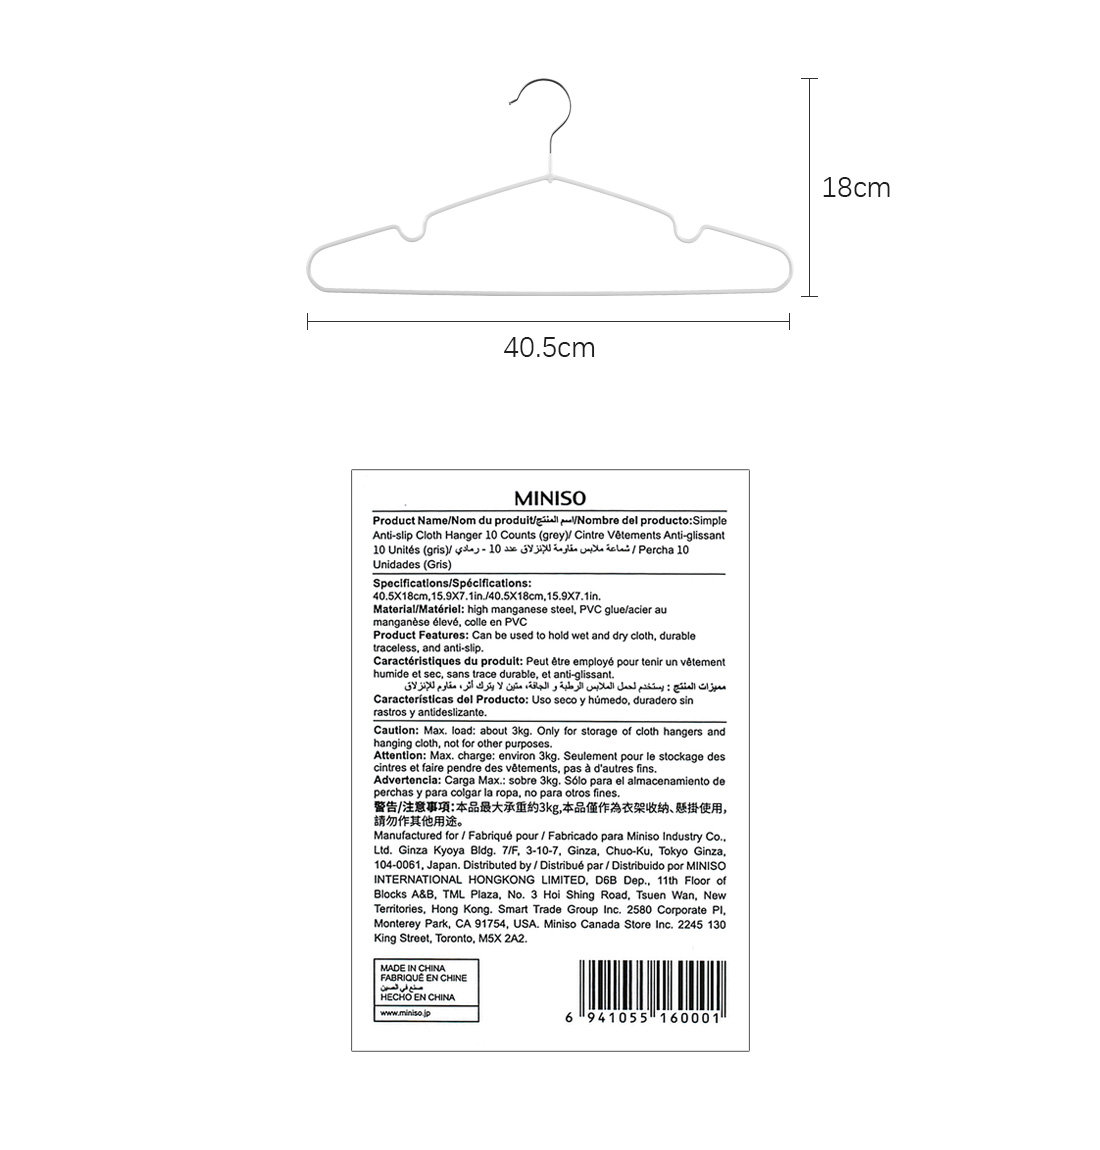 18cm
40.5cm
MINISO
Product Name/Nom du produit/اسم المنتج/Nombre del producto:Simple
Anti-slip Cloth Hanger 10 Counts (grey)/ Cintre Vêtements Anti-glissant
10 Unités (gris)/ شماعة ملابس مقاومة للإنزلاق عدد 10 - رمادي / Percha 10
Unidades (Gris)
Specifications/Spécifications:
40.5X18cm,15.9X7.1in./40.5X18cm,15.9X7.1in.
Material/Matériel: high manganese steel, PVC glue/acier au
manganèse élevé, colle en PVC
Product Features: Can be used to hold wet and dry cloth, durable
traceless, and anti-slip.
Caractéristiques du produit: Peut être employé pour tenir un vêtement
humide et sec, sans trace durable, et anti-glissant.
مميزات المنتج : يستخدم لحمل الملابس الرطبة و الجافة، متين لا يترك أثر، مقاوم للإنزلاق
Características del Producto: Uso seco y húmedo, duradero sin
rastros y antideslizante.
Caution: Max. load: about 3kg. Only for storage of cloth hangers and
hanging cloth, not for other purposes.
Attention: Max. charge: environ 3kg. Seulement pour le stockage des
cintres et faire pendre des vêtements, pas à d'autres fins.
Advertencia: Carga Max.: sobre 3kg. Sólo para el almacenamiento de
perchas y para colgar la ropa, no para otros fines.
警告/注意事項:本品最大承重約3kg,本品僅作為衣架收納、懸掛使用,
請勿作其他用途。
Manufactured for / Fabriqué pour / Fabricado para Miniso Industry Co.,
Ltd. Ginza Kyoya Bldg. 7/F, 3-10-7, Ginza, Chuo-Ku, Tokyo Ginza,
104-0061, Japan. Distributed by / Distribué par / Distribuido por MINISO
INTERNATIONAL HONGKONG LIMITED, D6B Dep., 11th Floor of
Blocks A&B, TML Plaza, No. 3 Hoi Shing Road, Tsuen Wan, New
Territories, Hong Kong. Smart Trade Group Inc. 2580 Corporate Pl,
Monterey Park, CA 91754, USA. Miniso Canada Store Inc. 2245 130
King Street, Toronto, M5X 2A2.
MADE IN CHINA
FABRIQUÉ EN CHINE
صنع في الصين
HECHO EN CHINA
www.miniso.jp
6 941055 160001